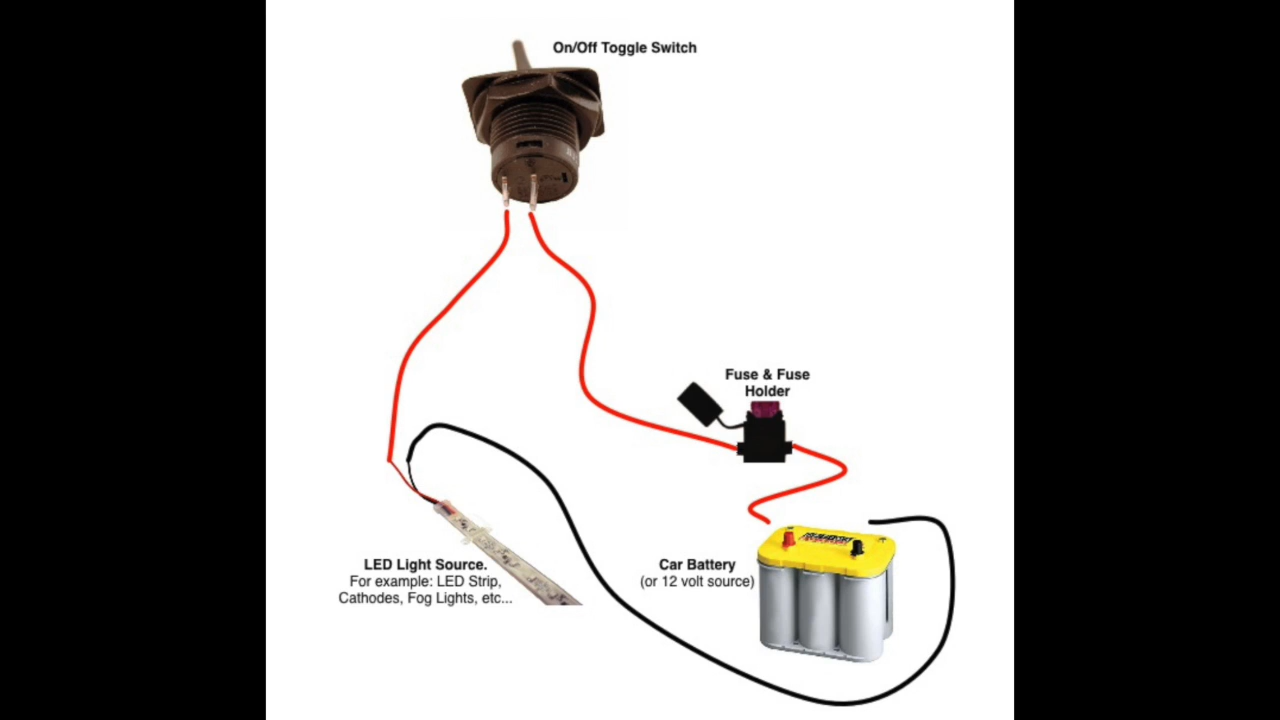 On/Off Toggle Switch
Fuse & Fuse
Holder
LED Light Source.
For example: LED Strip,
Cathodes, Fog Lights, etc...
Car Battery
(or 12 volt source)